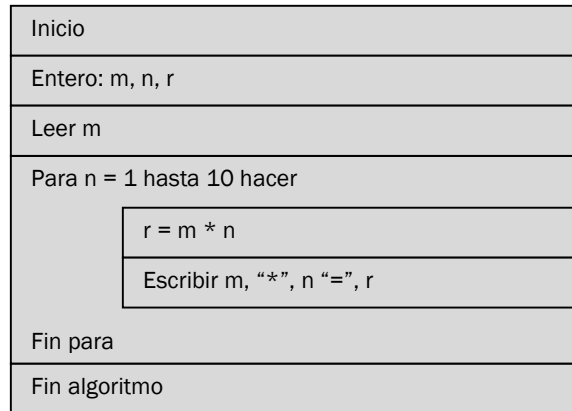 Inicio
Entero: m, n, r
Leer m
Para n = 1 hasta 10 hacer
r = m * n
Escribir m, “*”, n “=”, r
Fin para
Fin algoritmo